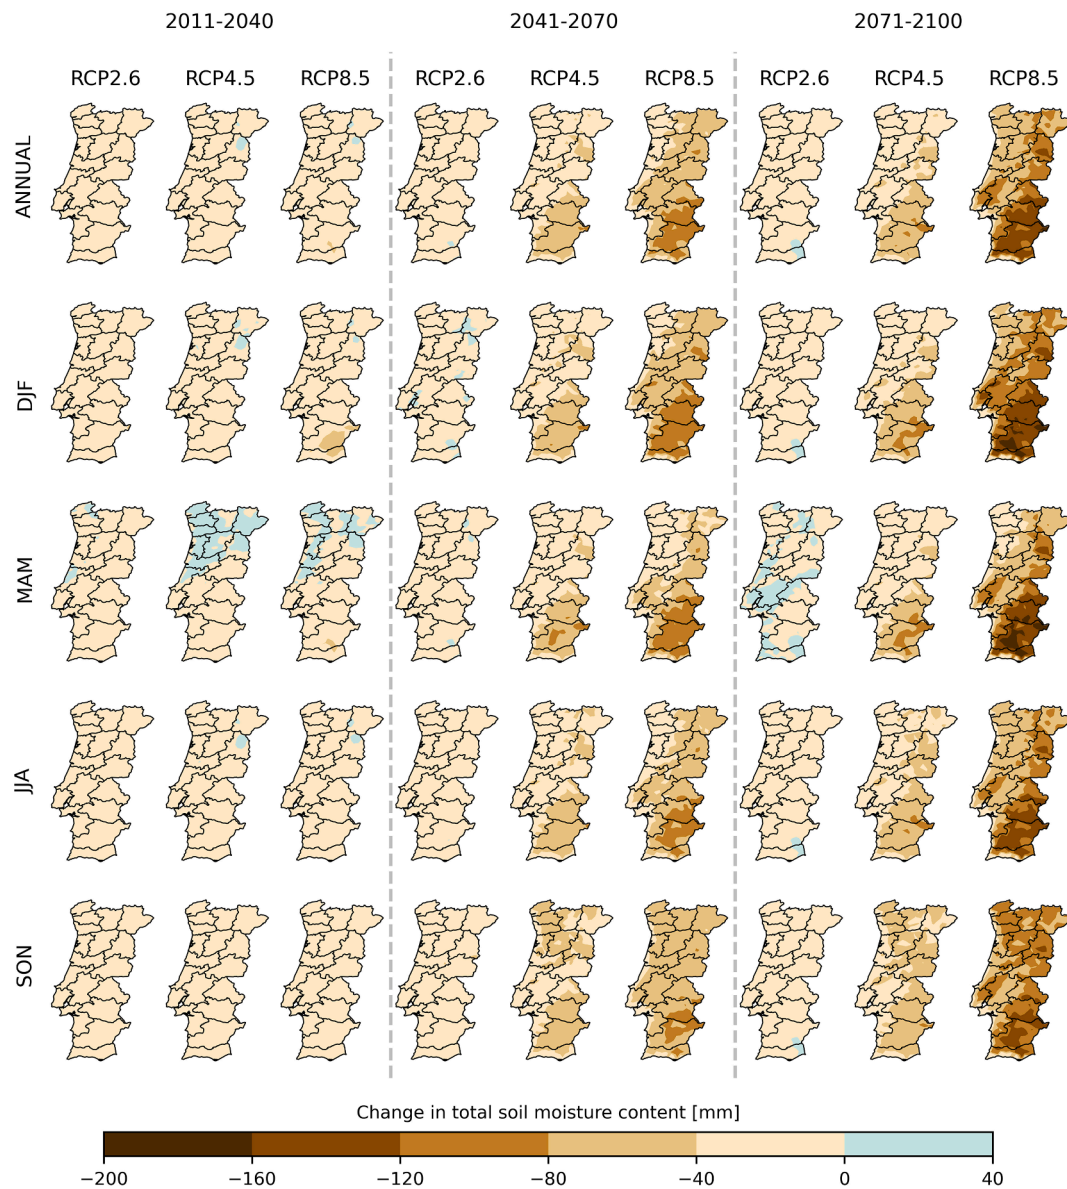 2011-2040 2041-2070 2071-2100
RCP2.6 RCP4.5 RCP8.5 RCP2.6 RCP4.5 RCP8.5 RCP2.6 RCP4.5 RCP8.5
ANNUAL
DJF
MAM
JJA
SON
Change in total soil moisture content [mm]
−200 −160 −120 −80 −40 0 40